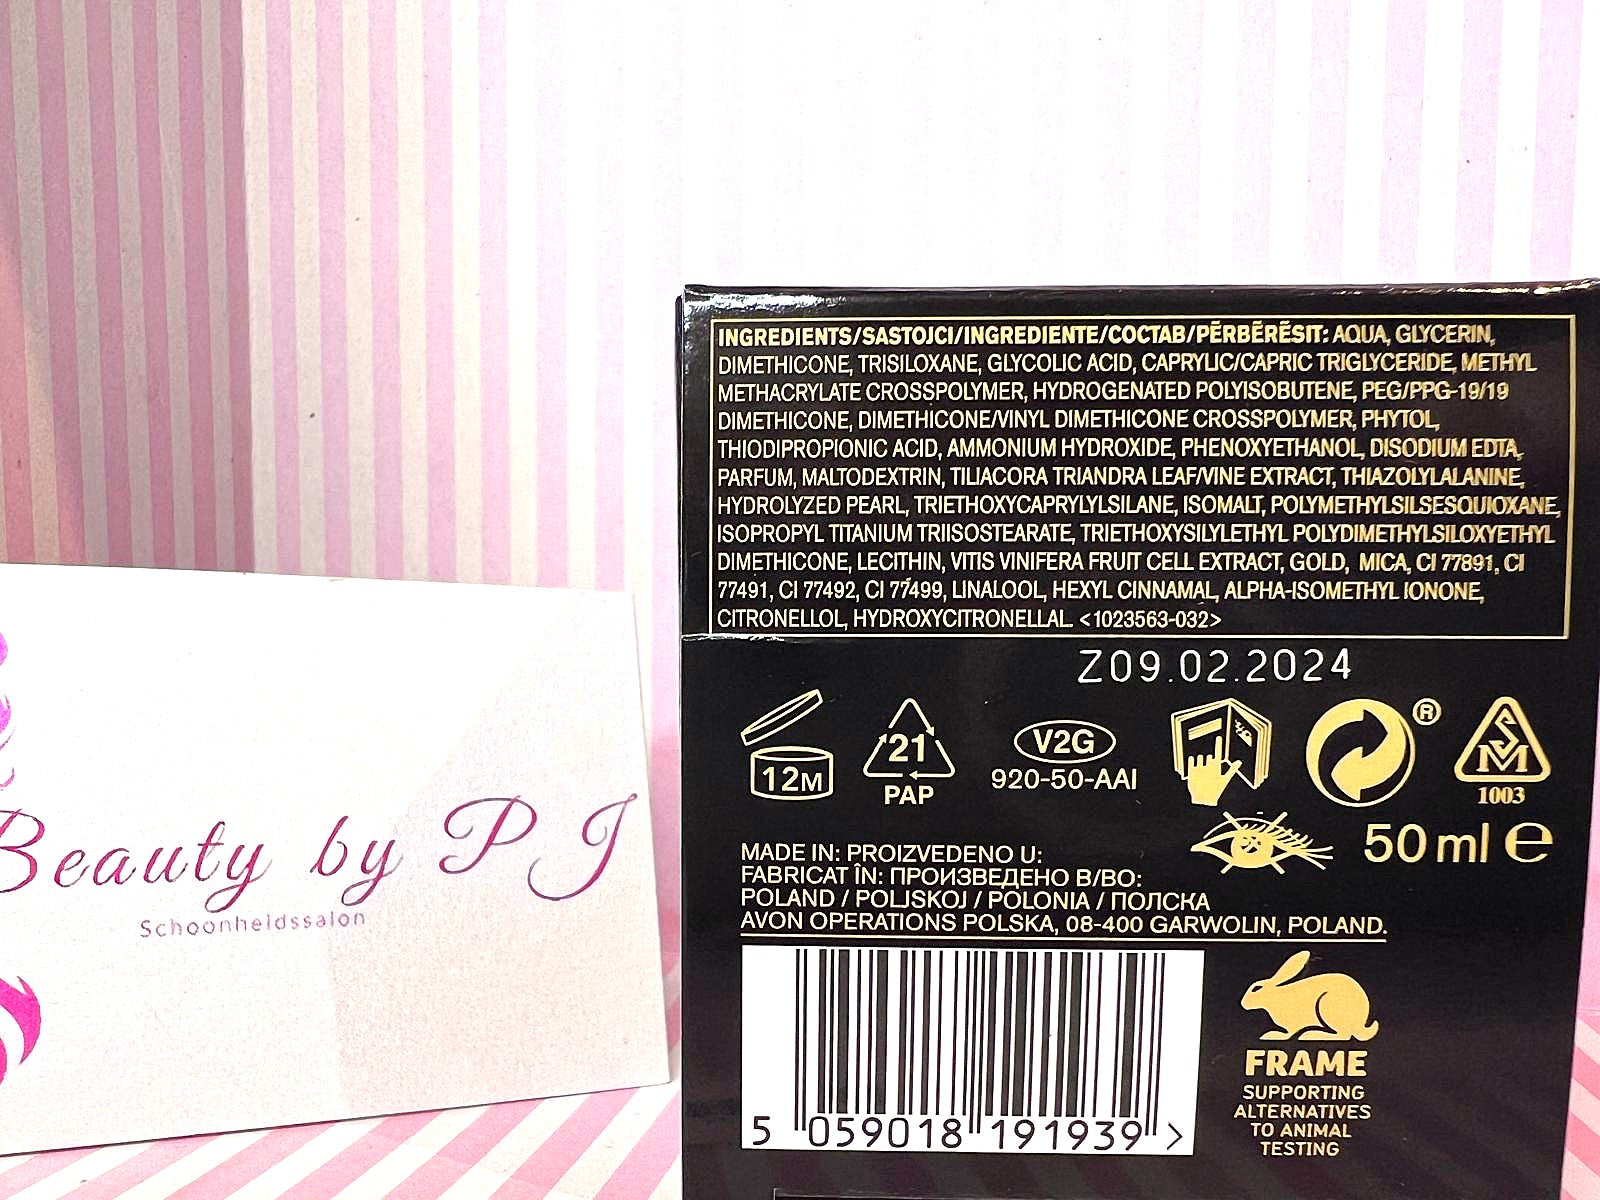 INGREDIENTS/SASTOJCI/INGREDIENTE/СОСТАВ/PËRBËRËSIT: AQUA, GLYCERIN,
DIMETHICONE, TRISILOXANE, GLYCOLIC ACID, CAPRYLIC/CAPRIC TRIGLYCERIDE, METHYL
METHACRYLATE CROSSPOLYMER, HYDROGENATED POLYISOBUTENE, PEG/PPG-19/19
DIMETHICONE, DIMETHICONE/VINYL DIMETHICONE CROSSPOLYMER, PHYTOL,
THIODIPROPIONIC ACID, AMMONIUM HYDROXIDE, PHENOXYETHANOL, DISODIUM EDTA,
PARFUM, MALTODEXTRIN, TILIACORA TRIANDRA LEAF/VINE EXTRACT, THIAZOLYLALANINE,
HYDROLYZED PEARL, TRIETHOXYCAPRYLYLSILANE, ISOMALT, POLYMETHYLSILSESQUIOXANE,
ISOPROPYL TITANIUM TRIISOSTEARATE, TRIETHOXYSILYLETHYL POLYDIMETHYLSILOXYETHYL
DIMETHICONE, LECITHIN, VITIS VINIFERA FRUIT CELL EXTRACT, GOLD, MICA, CI 77891, CI
77491, CI 77492, CI 77499, LINALOOL, HEXYL CINNAMAL, ALPHA-ISOMETHYL IONONE,
CITRONELLOL, HYDROXYCITRONELLAL. <1023563-032>
Z09.02.2024
12M
21
PAP
V2G
920-50-AAI
®
SM
1003
50 ml e
MADE IN: PROIZVEDENO U:
FABRICAT ÎN: ПРОИЗВЕДЕНО В/ВО:
POLAND / POLJSKOJ / POLONIA / ПОЛСКА
AVON OPERATIONS POLSKA, 08-400 GARWOLIN, POLAND.
5 059018 191939 >
FRAME
SUPPORTING
ALTERNATIVES
TO ANIMAL
TESTING
Beauty by PJ
Schoonheidssalon